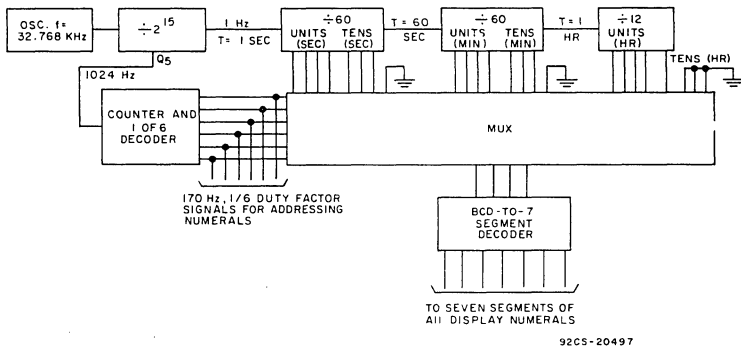 OSC. f=
32.768 KHz
÷2 15
1 Hz
T= 1 SEC
÷60
UNITS TENS
(SEC) (SEC)
T = 60
SEC
÷60
UNITS TENS
(MIN) (MIN)
T = 1
HR
÷12
UNITS
(HR)
TENS (HR)
Q5
1024 Hz
COUNTER AND
1 OF 6
DECODER
MUX
170 Hz, 1/6 DUTY FACTOR
SIGNALS FOR ADDRESSING
NUMERALS
BCD-TO-7
SEGMENT
DECODER
TO SEVEN SEGMENTS OF
All DISPLAY NUMERALS
92CS-20497